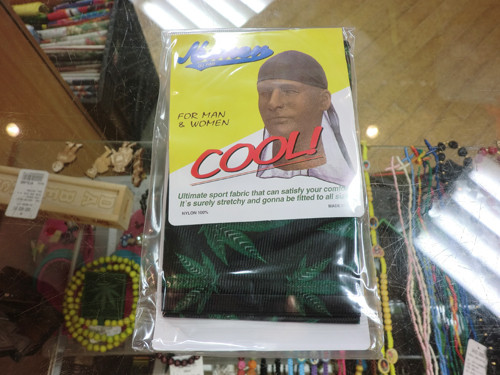 FOR MAN
& WOMEN
COOL!
Ultimate sport fabric that can satisfy your
It's surely stretchy and gonna be fitted to all
NYLON 100%